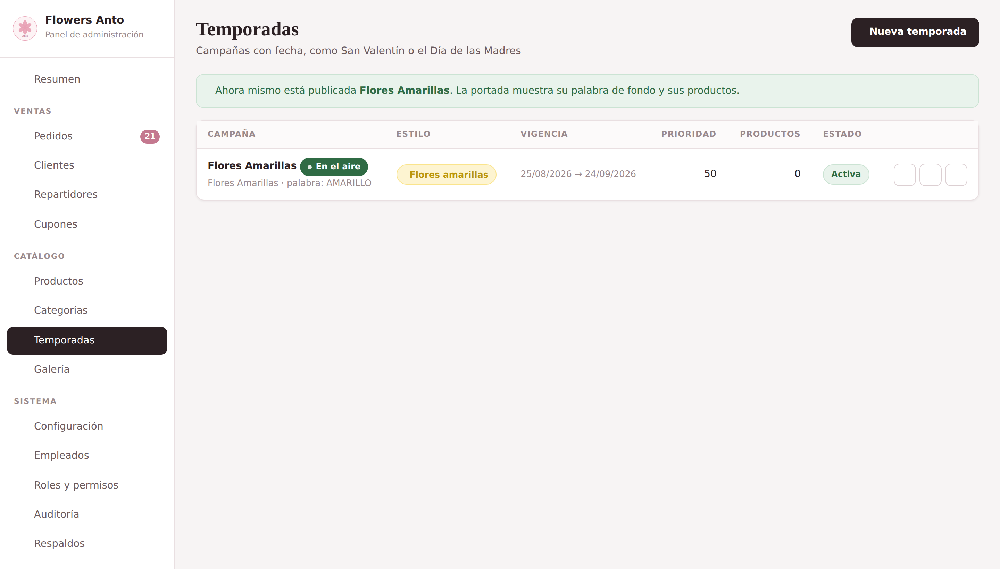 Flowers Anto
Panel de administración
Anto
Resumen
VENTAS
Pedidos 21
Clientes
Repartidores
Cupones
CATÁLOGO
Productos
Categorías
Temporadas
Galería
SISTEMA
Configuración
Empleados
Roles y permisos
Auditoría
Respaldos
Temporadas
Campañas con fecha, como San Valentín o el Día de las Madres
Nueva temporada
Ahora mismo está publicada Flores Amarillas. La portada muestra su palabra de fondo y sus productos.
CAMPAÑA ESTILO VIGENCIA PRIORIDAD PRODUCTOS ESTADO
Flores Amarillas En el aire
Flores Amarillas · palabra: AMARILLO
Flores amarillas
25/08/2026 → 24/09/2026
50
0
Activa